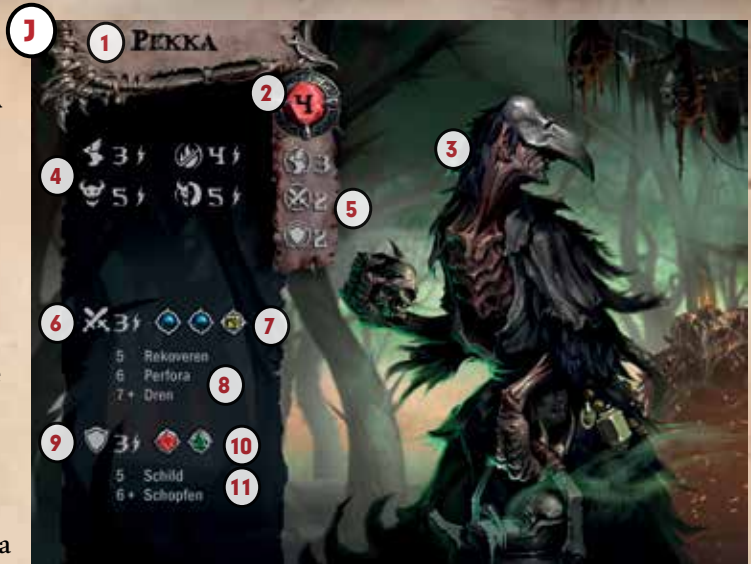 J
1 PEKKA
2 4
3
4
3 4
5 5
3
2
2
5
6 3 7
5 Rekoveren
6 Perfora
7+ Dren
8
9 3 10
5 Schild
6+ Schopfen
11
a